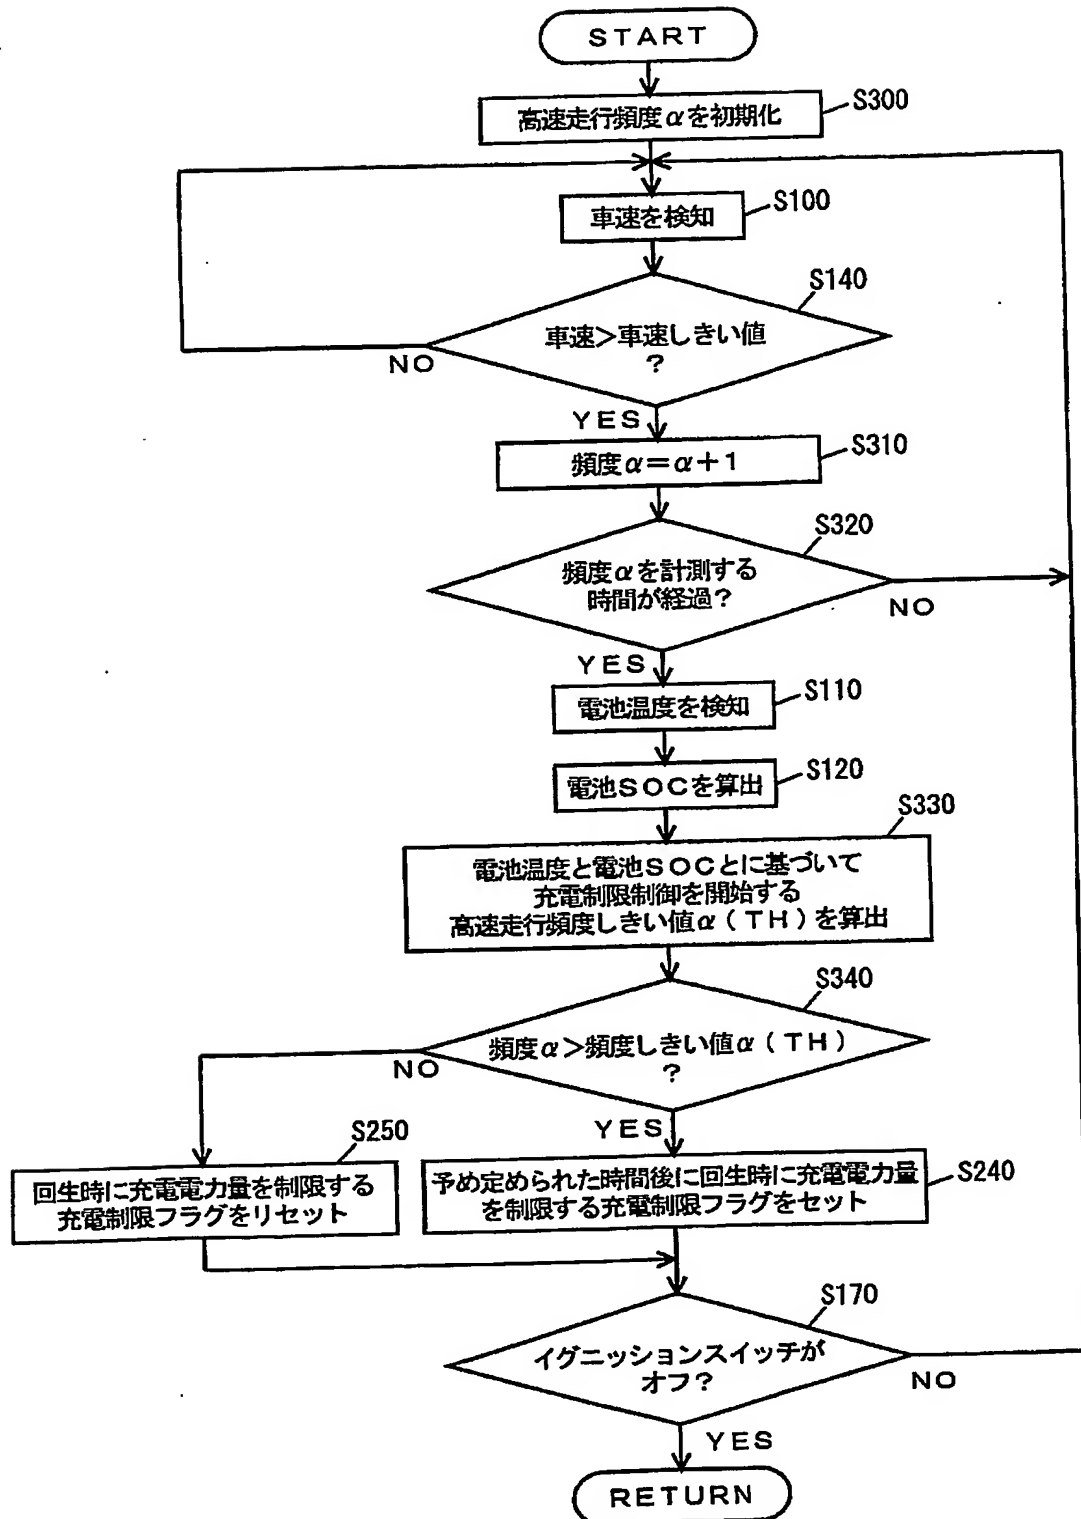 START
高速走行頻度αを初期化
S300
車速を検知
S100
S140
車速>車速しきい値
?
NO
YES
頻度α=α+1
S310
S320
頻度αを計測する
時間が経過?
NO
YES
電池温度を検知
S110
電池SOCを算出
S120
S330
電池温度と電池SOCとに基づいて
充電制限制御を開始する
高速走行頻度しきい値α(TH)を算出
S340
頻度α>頻度しきい値α(TH)
?
NO
YES
S250
回生時に充電電力量を制限する
充電制限フラグをリセット
予め定められた時間後に回生時に充電電力量
を制限する充電制限フラグをセット
S240
S170
イグニッションスイッチが
オフ?
NO
YES
RETURN